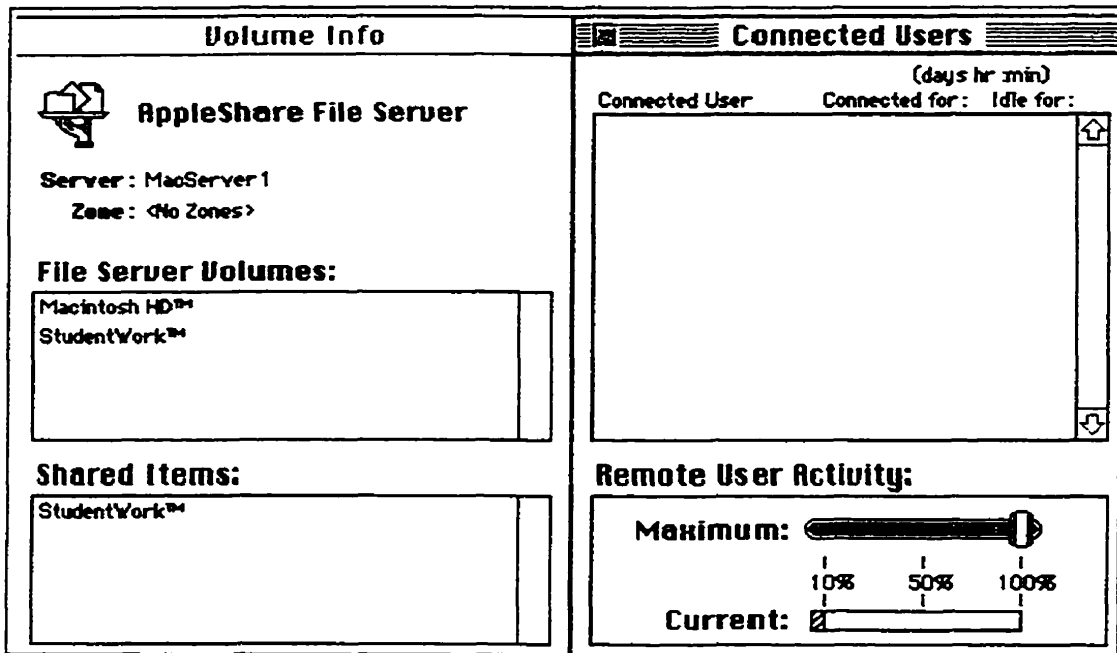 Volume Info
AppleShare File Server
Server: MacServer1
Zone: <No Zones>
File Server Volumes:
Macintosh HD™
StudentWork™
Shared Items:
StudentWork™
Connected Users
(days hr :min)
Connected User Connected for: Idle for:
Remote User Activity:
Maximum:
10% 50% 100%
Current: